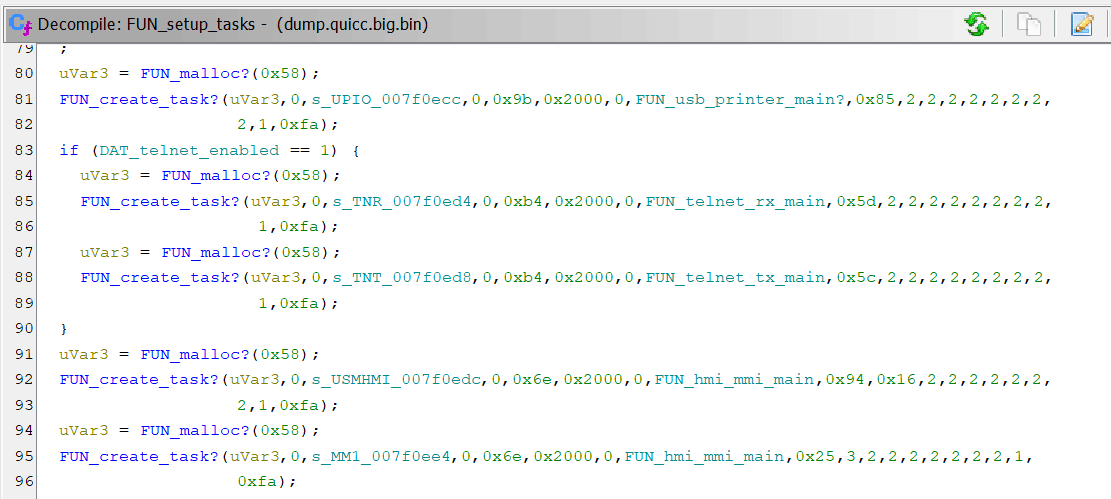 Decompile: FUN_setup_tasks - (dump.quicc.big.bin)
79 ;
80 uVar3 = FUN_malloc?(0x58);
81 FUN_create_task?(uVar3,0,s_UPIO_007f0ecc,0,0x9b,0x2000,0,FUN_usb_printer_main?,0x85,2,2,2,2,2,2,2,
82 2,1,0xfa);
83 if (DAT_telnet_enabled == 1) {
84 uVar3 = FUN_malloc?(0x58);
85 FUN_create_task?(uVar3,0,s_TNR_007f0ed4,0,0xb4,0x2000,0,FUN_telnet_rx_main,0x5d,2,2,2,2,2,2,2,2,
86 1,0xfa);
87 uVar3 = FUN_malloc?(0x58);
88 FUN_create_task?(uVar3,0,s_TNT_007f0ed8,0,0xb4,0x2000,0,FUN_telnet_tx_main,0x5c,2,2,2,2,2,2,2,2,
89 1,0xfa);
90 }
91 uVar3 = FUN_malloc?(0x58);
92 FUN_create_task?(uVar3,0,s_USMHMI_007f0edc,0,0x6e,0x2000,0,FUN_hmi_mmi_main,0x94,0x16,2,2,2,2,2,2,
93 2,1,0xfa);
94 uVar3 = FUN_malloc?(0x58);
95 FUN_create_task?(uVar3,0,s_MM1_007f0ee4,0,0x6e,0x2000,0,FUN_hmi_mmi_main,0x25,3,2,2,2,2,2,2,2,1,
96 0xfa);